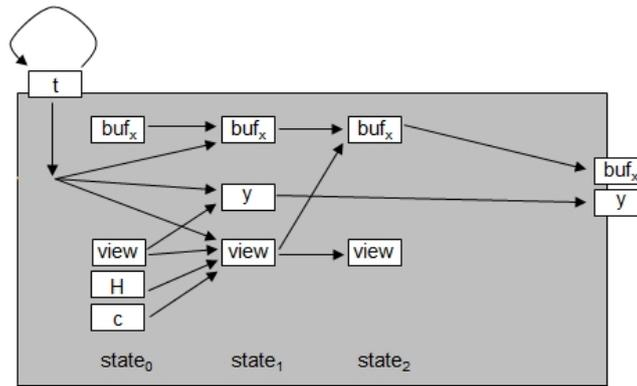 t
bufₓ bufₓ bufₓ
bufₓ
y y
view view view
H
c
state₀ state₁ state₂